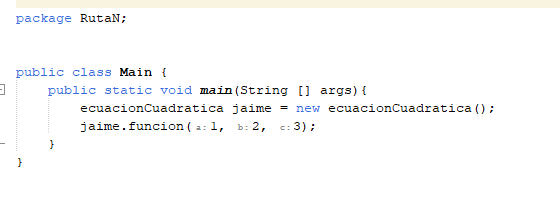 package RutaN;
public class Main {
public static void main(String [] args){
ecuacionCuadratica jaime = new ecuacionCuadratica();
jaime.funcion( a: 1, b: 2, c: 3);
}
}